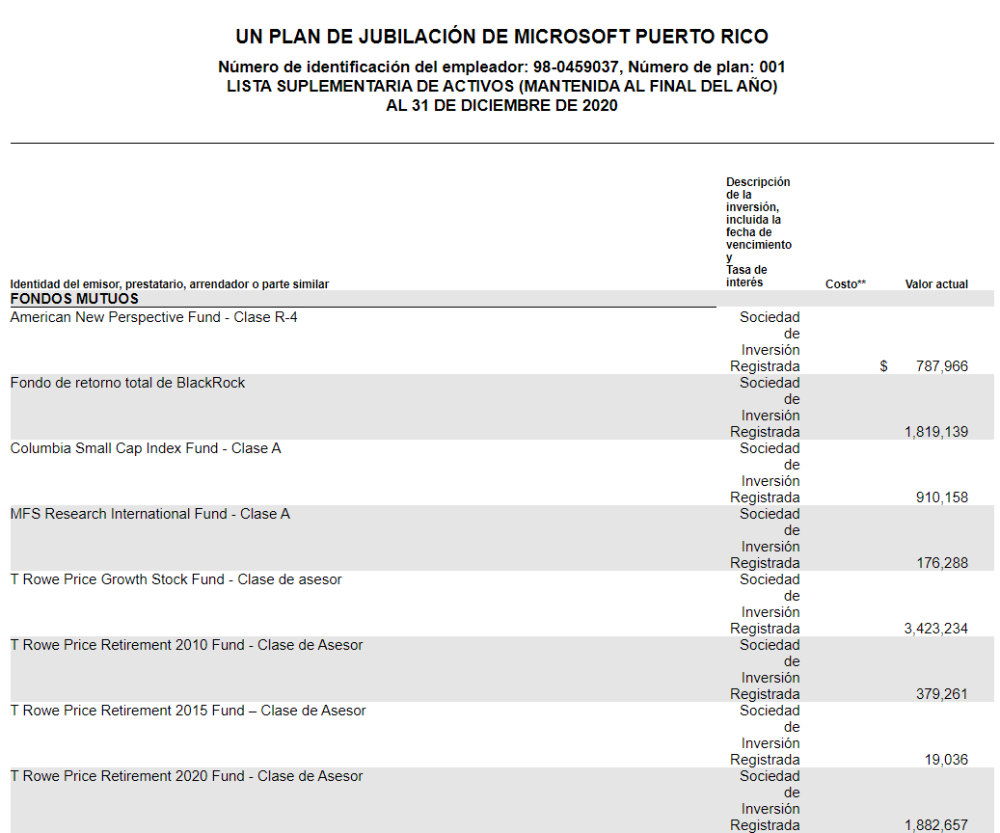 UN PLAN DE JUBILACIÓN DE MICROSOFT PUERTO RICO
Número de identificación del empleador: 98-0459037, Número de plan: 001
LISTA SUPLEMENTARIA DE ACTIVOS (MANTENIDA AL FINAL DEL AÑO)
AL 31 DE DICIEMBRE DE 2020
Descripción
de la
inversión,
incluida la
fecha de
vencimiento
y
Tasa de
Identidad del emisor, prestatario, arrendador o parte similar interés Costo** Valor actual
FONDOS MUTUOS
American New Perspective Fund - Clase R-4 Sociedad
de
Inversión
Registrada $ 787,966
Fondo de retorno total de BlackRock Sociedad
de
Inversión
Registrada 1,819,139
Columbia Small Cap Index Fund - Clase A Sociedad
de
Inversión
Registrada 910,158
MFS Research International Fund - Clase A Sociedad
de
Inversión
Registrada 176,288
T Rowe Price Growth Stock Fund - Clase de asesor Sociedad
de
Inversión
Registrada 3,423,234
T Rowe Price Retirement 2010 Fund - Clase de Asesor Sociedad
de
Inversión
Registrada 379,261
T Rowe Price Retirement 2015 Fund – Clase de Asesor Sociedad
de
Inversión
Registrada 19,036
T Rowe Price Retirement 2020 Fund - Clase de Asesor Sociedad
de
Inversión
Registrada 1,882,657